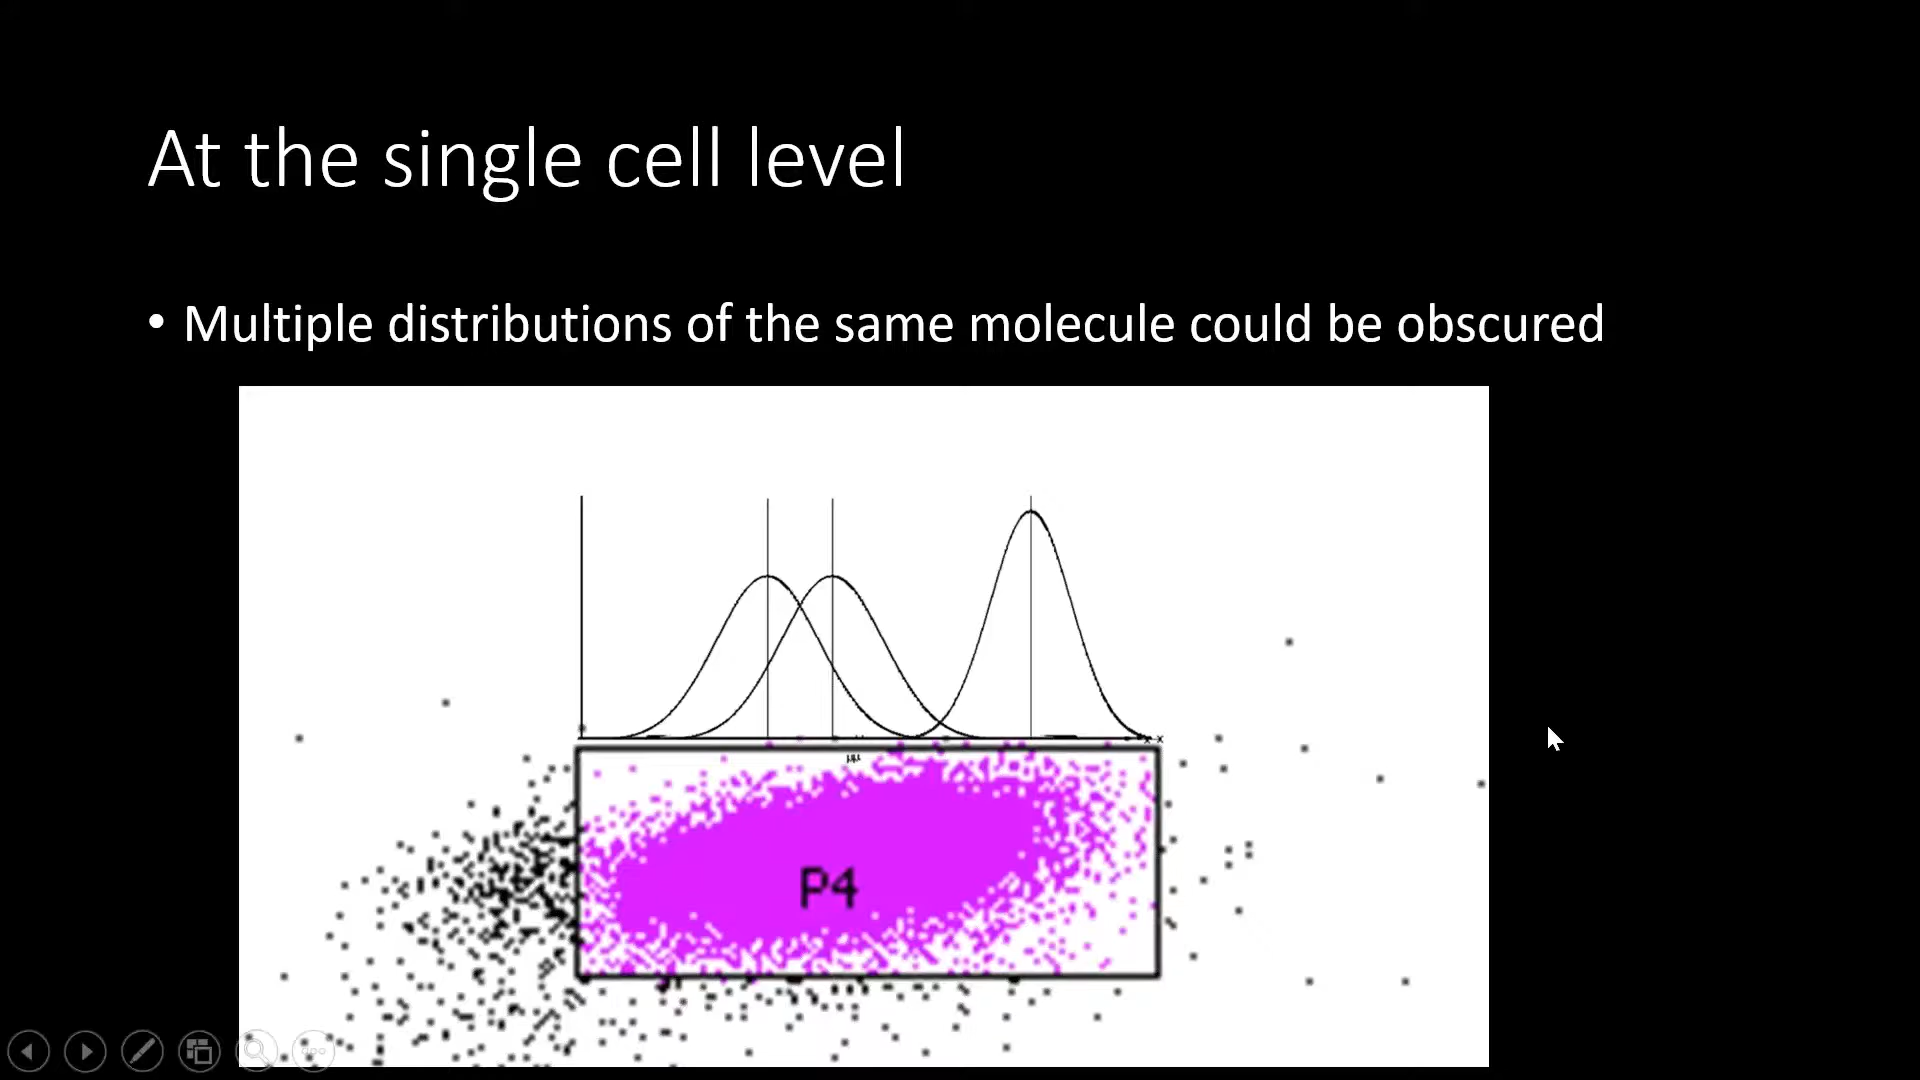 At the single cell level
• Multiple distributions of the same molecule could be obscured
P4